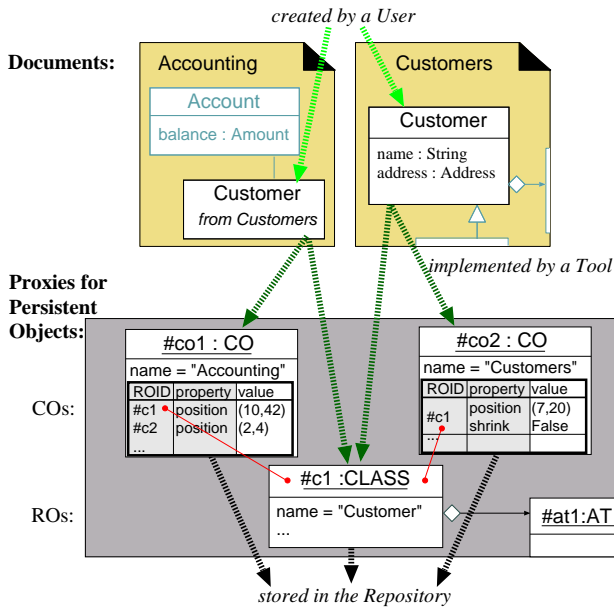 created by a User
Documents:
Accounting
Customers
Account
balance : Amount
Customer
name : String
address : Address
Customer
from Customers
implemented by a Tool
Proxies for
Persistent
Objects:
#co1 : CO
name = "Accounting"
ROID property value
#c1 position (10,42)
#c2 position (2,4)
...
#co2 : CO
name = "Customers"
ROID property value
#c1 position (7,20)
shrink False
...
COs:
#c1 :CLASS
name = "Customer"
...
ROs:
#at1:AT
stored in the Repository